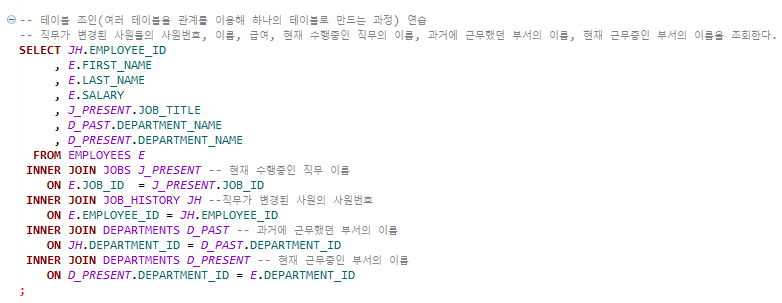 -- 테이블 조인(여러 테이블을 관계를 이용해 하나의 테이블로 만드는 과정) 연습
-- 직무가 변경된 사원들의 사원번호, 이름, 급여, 현재 수행중인 직무의 이름, 과거에 근무했던 부서의 이름, 현재 근무중인 부서의 이름을 조회한다.
SELECT JH.EMPLOYEE_ID
, E.FIRST_NAME
, E.LAST_NAME
, E.SALARY
, J_PRESENT.JOB_TITLE
, D_PAST.DEPARTMENT_NAME
, D_PRESENT.DEPARTMENT_NAME
FROM EMPLOYEES E
INNER JOIN JOBS J_PRESENT -- 현재 수행중인 직무 이름
ON E.JOB_ID = J_PRESENT.JOB_ID
INNER JOIN JOB_HISTORY JH --직무가 변경된 사원의 사원번호
ON E.EMPLOYEE_ID = JH.EMPLOYEE_ID
INNER JOIN DEPARTMENTS D_PAST -- 과거에 근무했던 부서의 이름
ON JH.DEPARTMENT_ID = D_PAST.DEPARTMENT_ID
INNER JOIN DEPARTMENTS D_PRESENT -- 현재 근무중인 부서의 이름
ON D_PRESENT.DEPARTMENT_ID = E.DEPARTMENT_ID
;